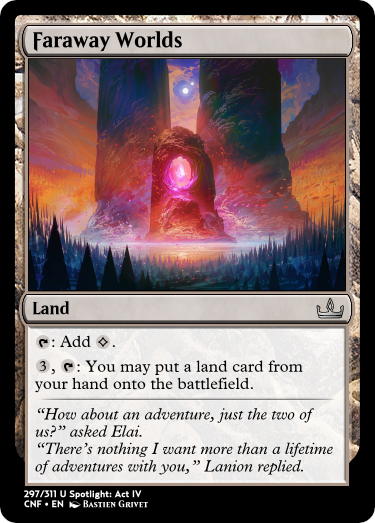 Faraway Worlds
Land
: Add .
3, : You may put a land card from
your hand onto the battlefield.
“How about an adventure, just the two of
us?” asked Elai.
“There’s nothing I want more than a lifetime
of adventures with you,” Lanion replied.
297/311 U Spotlight: Act IV
CNF • EN Bastien Grivet